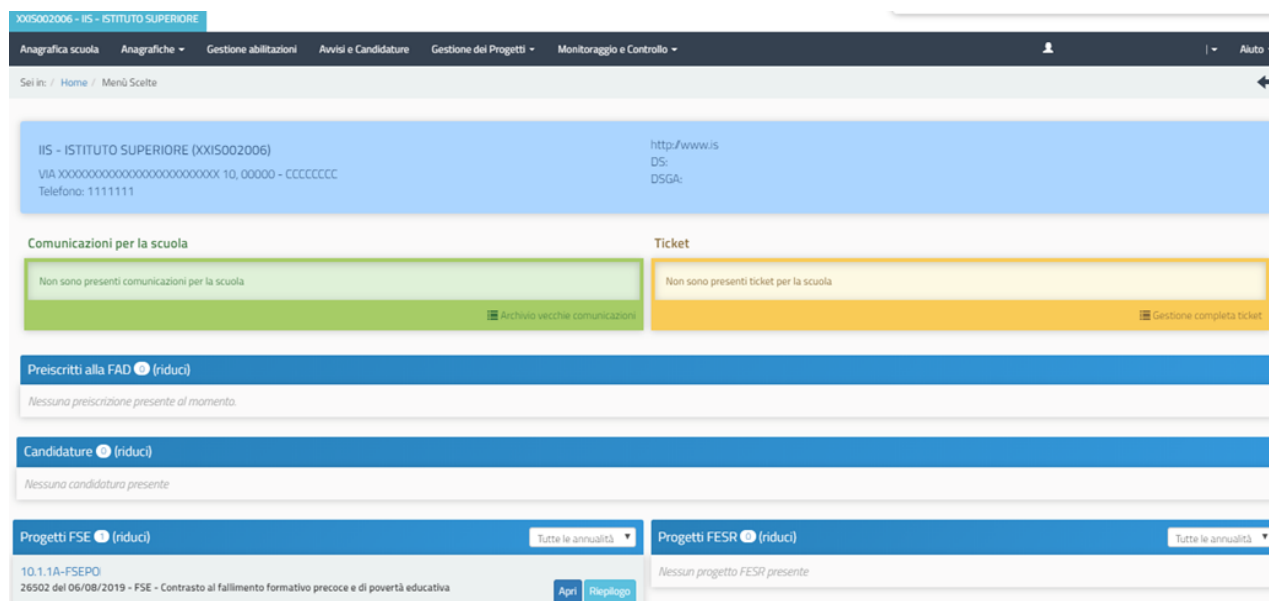 XXIS002006 - IIS - ISTITUTO SUPERIORE
Anagrafica scuola Anagrafiche Gestione abilitazioni Avvisi e Candidature Gestione dei Progetti Monitoraggio e Controllo | Aiuto
Sei in: / Home / Menù Scelte
IIS - ISTITUTO SUPERIORE (XXIS002006)
VIA XXXXXXXXXXXXXXXXXXXXXXXX 10, 00000 - CCCCCCCC
Telefono: 1111111
http://www.is
DS:
DSGA:
Comunicazioni per la scuola
Non sono presenti comunicazioni per la scuola
Archivio vecchie comunicazioni
Ticket
Non sono presenti ticket per la scuola
Gestione completa ticket
Preiscritti alla FAD 0 (riduci)
Nessuna preiscrizione presente al momento.
Candidature 0 (riduci)
Nessuna candidatura presente
Progetti FSE 1 (riduci) Tutte le annualità
10.1.1A-FSEPO
26502 del 06/08/2019 - FSE - Contrasto al fallimento formativo precoce e di povertà educativa
Apri Riepilogo
Progetti FESR 0 (riduci) Tutte le annualità
Nessun progetto FESR presente